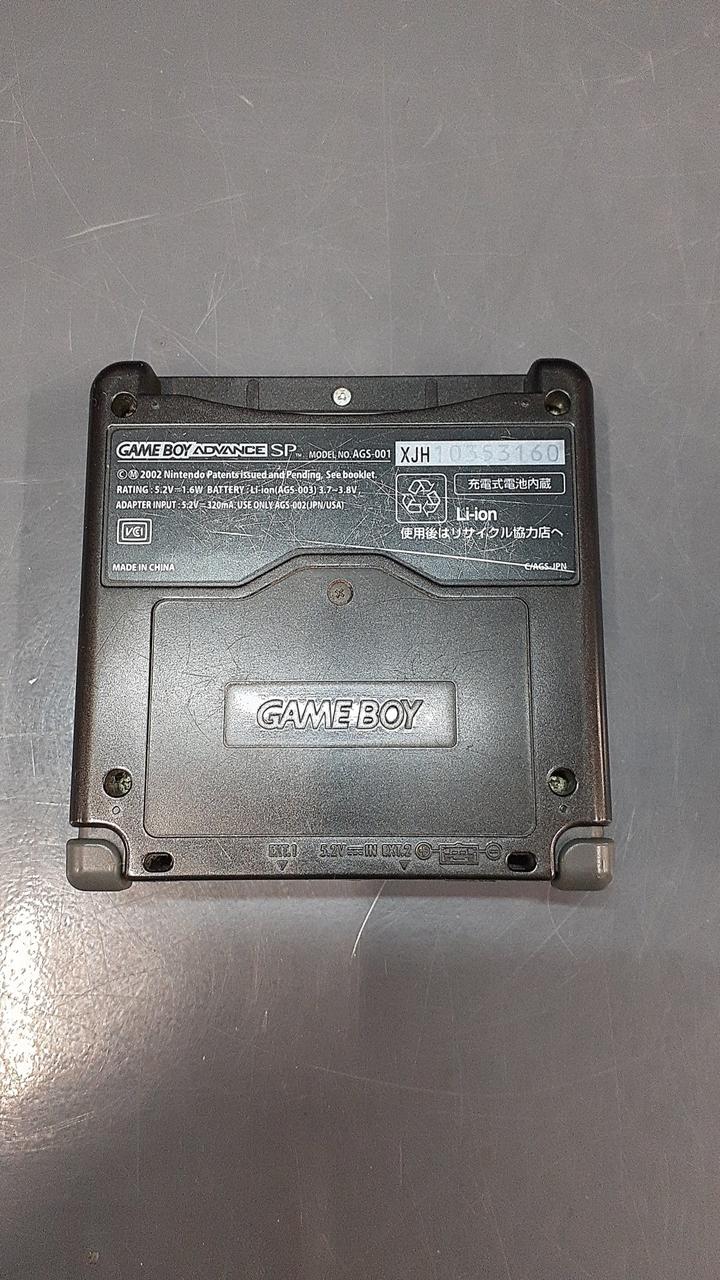 GAME BOY ADVANCE SP™ MODEL NO. AGS-001 XJH10353160
©Ⓜ 2002 Nintendo Patents issued and Pending. See booklet.
RATING : 5.2V⎓1.6W BATTERY : Li-ion(AGS-003) 3.7⎓3.8V
ADAPTER INPUT : 5.2V⎓320mA. USE ONLY AGS-002(JPN/USA)
充電式電池内蔵
Li-ion
使用後はリサイクル協力店へ
VCI
MADE IN CHINA
C/AGS-JPN
GAME BOY
EXT.1 5.2V⎓IN EXT.2